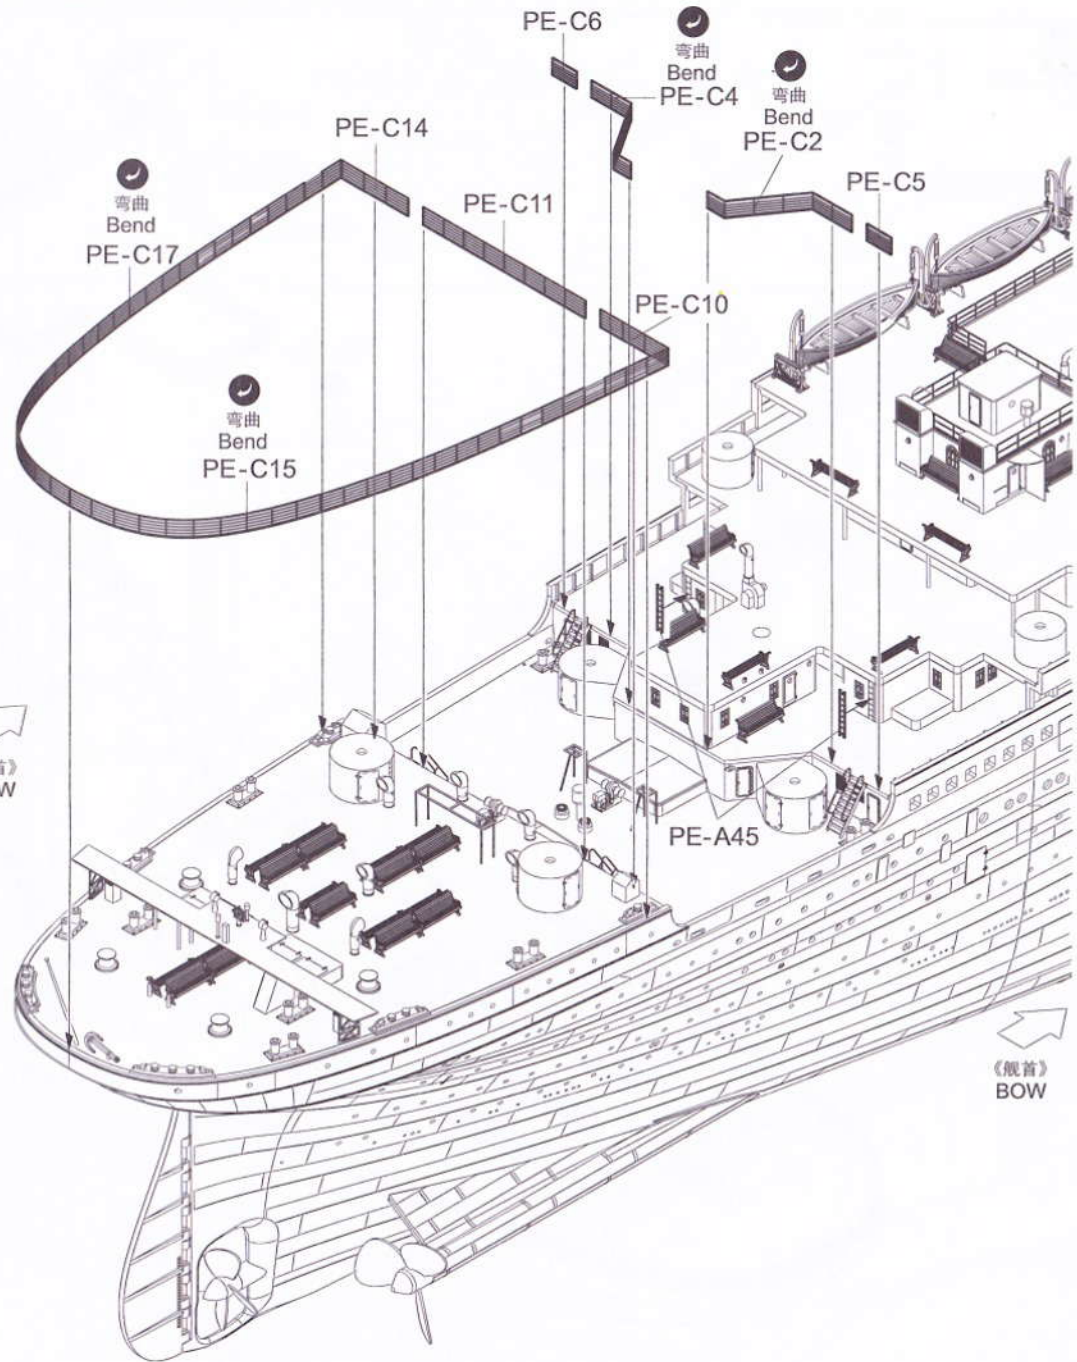 PE-C6
弯曲
Bend
PE-C4
弯曲
Bend
PE-C2
PE-C14
PE-C5
弯曲
Bend
PE-C17
PE-C11
PE-C10
弯曲
Bend
PE-C15
PE-A45
《舰首》
BOW